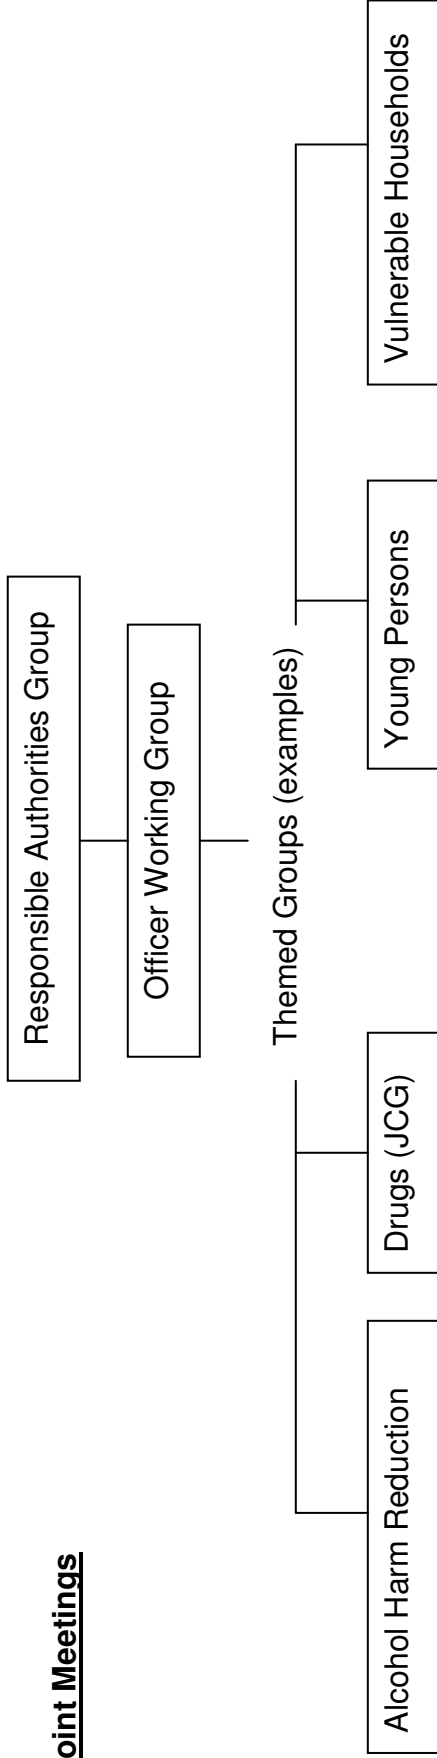 oint Meetings
Responsible Authorities Group
Officer Working Group
Themed Groups (examples)
Alcohol Harm Reduction
Drugs (JCG)
Young Persons
Vulnerable Households